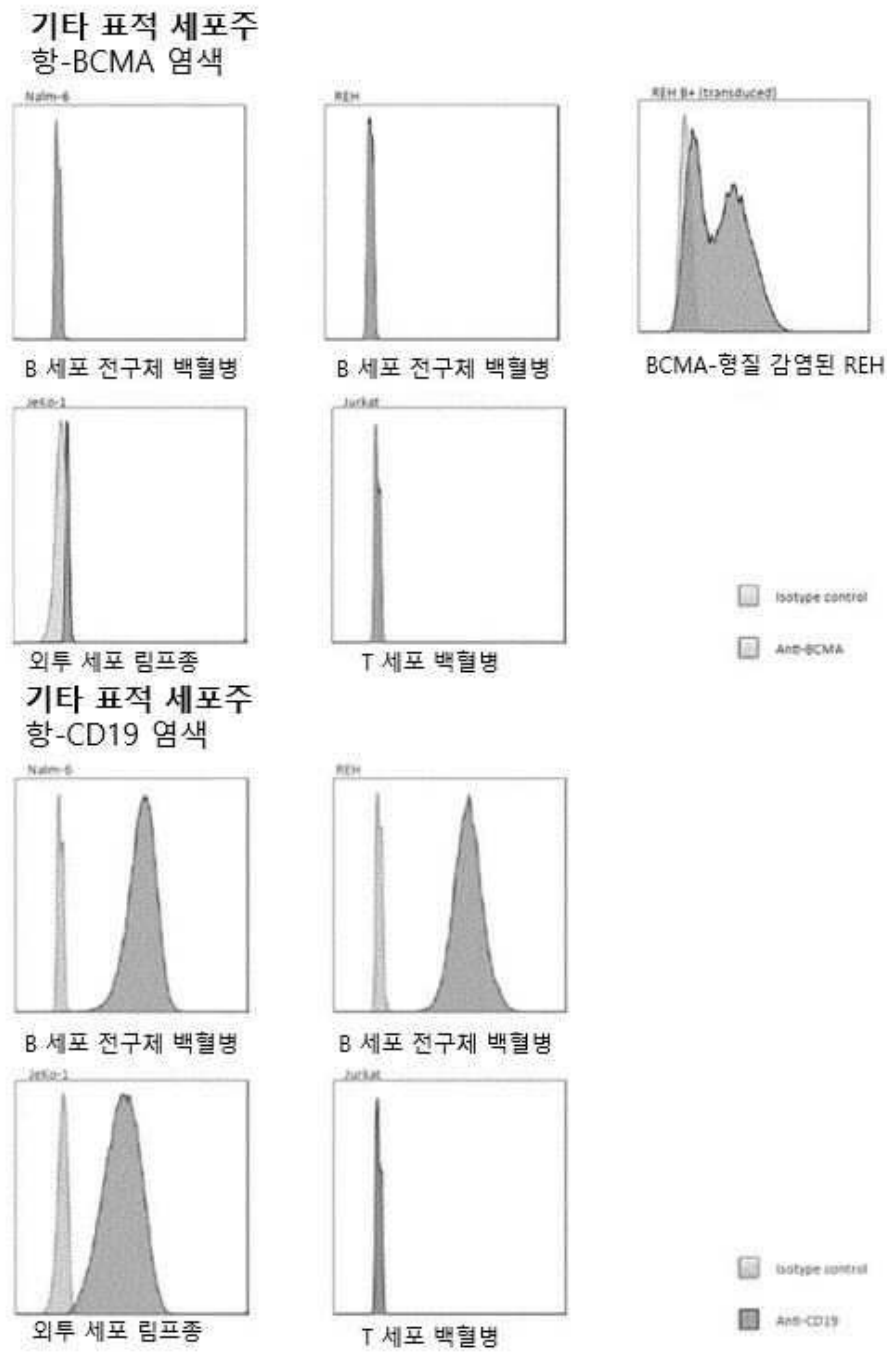 기타 표적 세포주
항-BCMA 염색
Nalm-6
REH
REH B+ (transduced)
B 세포 전구체 백혈병
B 세포 전구체 백혈병
BCMA-형질 감염된 REH
JeKo-1
Jurkat
Isotype control
Anti-BCMA
외투 세포 림프종
T 세포 백혈병
기타 표적 세포주
항-CD19 염색
Nalm-6
REH
B 세포 전구체 백혈병
B 세포 전구체 백혈병
JeKo-1
Jurkat
Isotype control
Anti-CD19
외투 세포 림프종
T 세포 백혈병